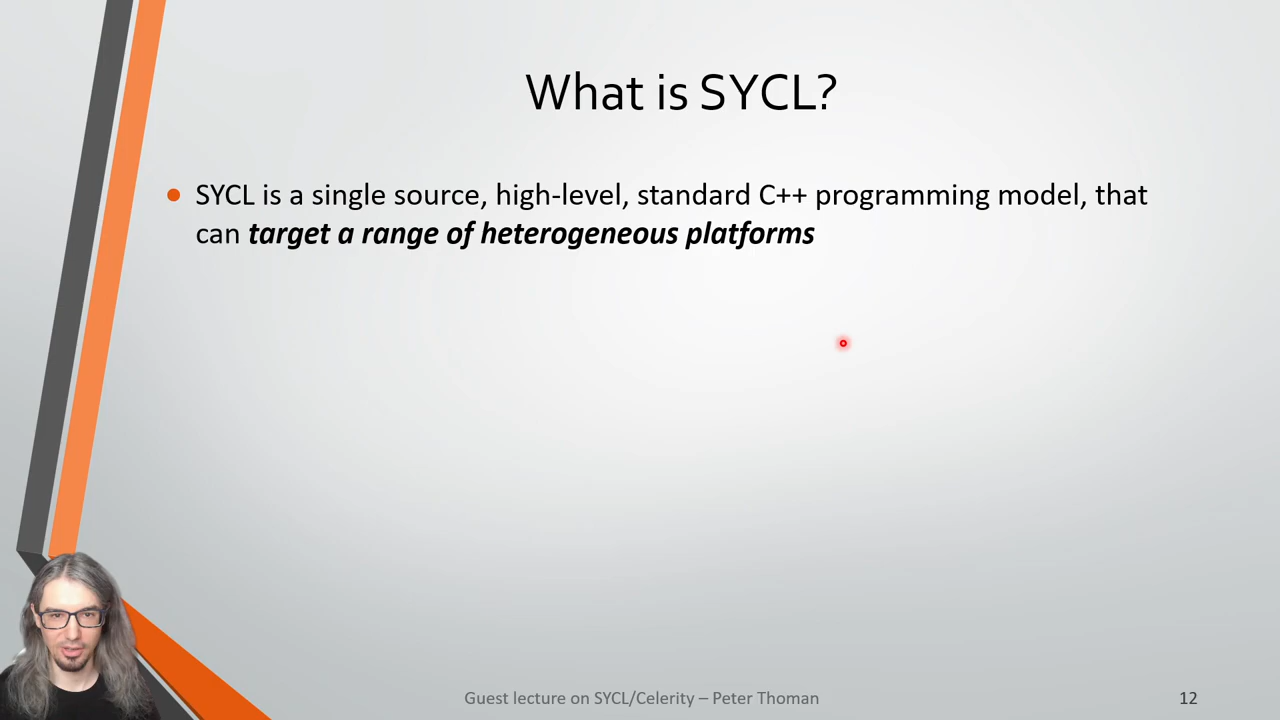 What is SYCL?
SYCL is a single source, high-level, standard C++ programming model, that
can target a range of heterogeneous platforms
Guest lecture on SYCL/Celerity – Peter Thoman
12